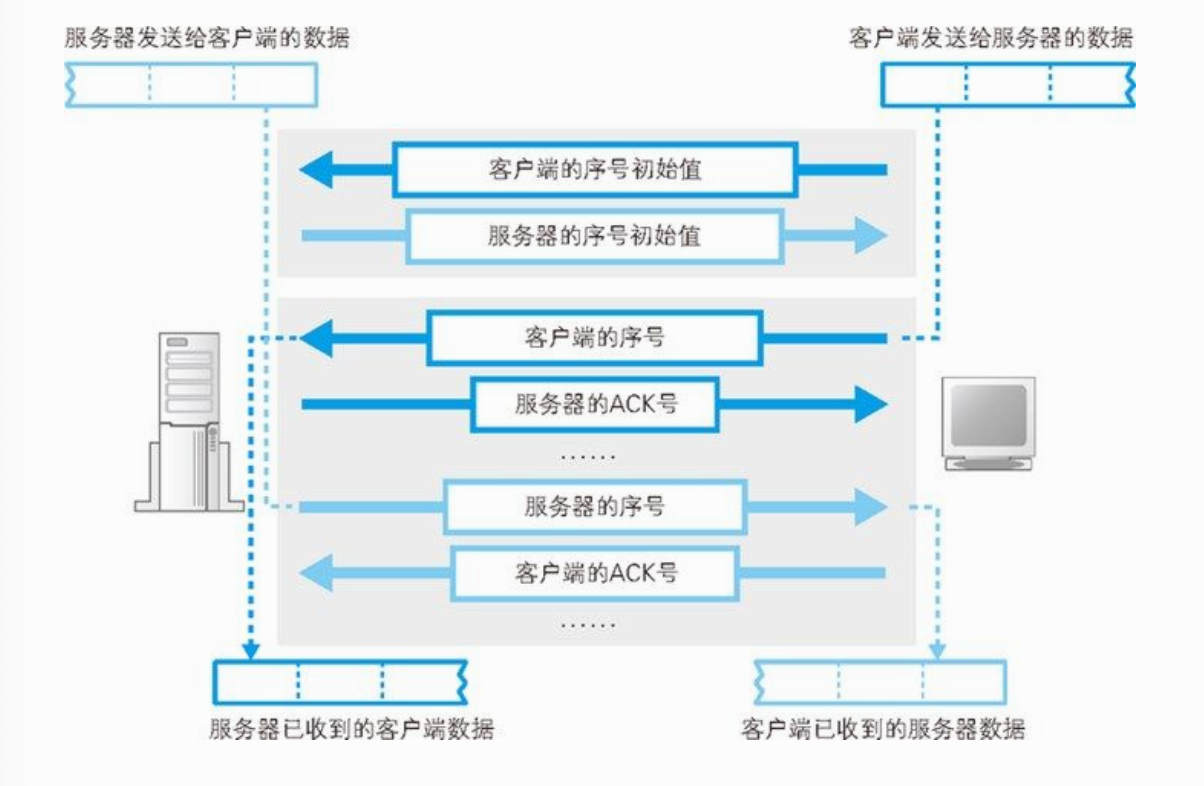 服务器发送给客户端的数据
客户端发送给服务器的数据
客户端的序号初始值
服务器的序号初始值
客户端的序号
服务器的ACK号
······
服务器的序号
客户端的ACK号
······
服务器已收到的客户端数据
客户端已收到的服务器数据